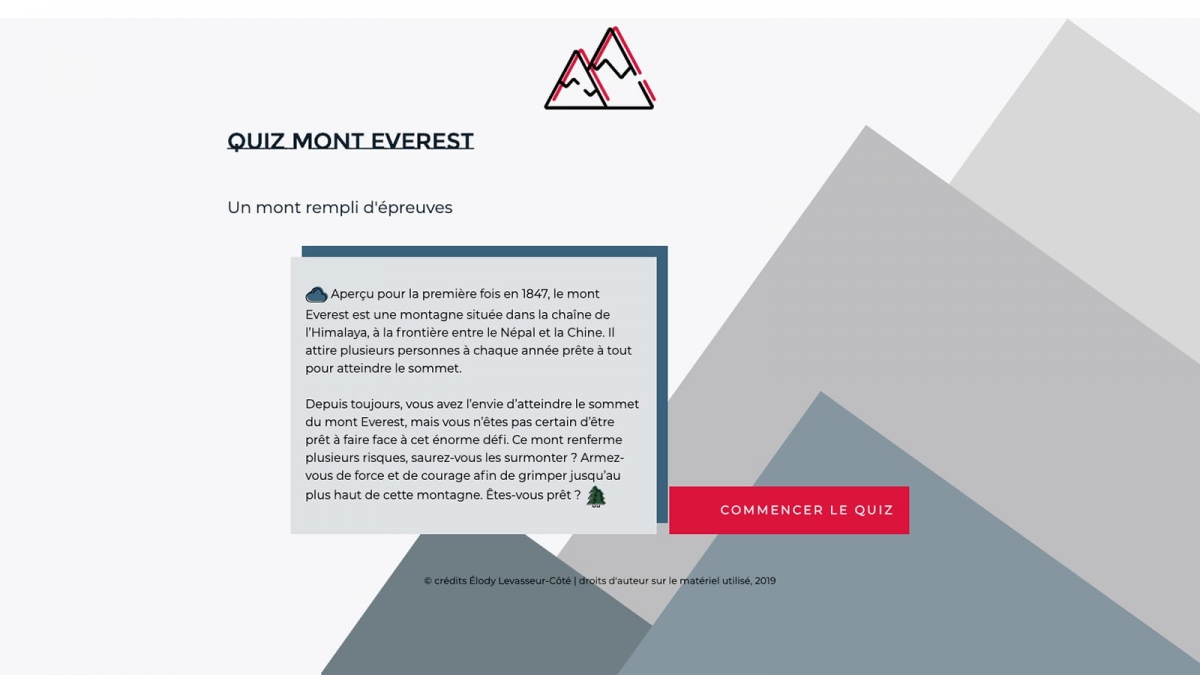 QUIZ MONT EVEREST
Un mont rempli d'épreuves
Aperçu pour la première fois en 1847, le mont
Everest est une montagne située dans la chaîne de
l'Himalaya, à la frontière entre le Népal et la Chine. Il
attire plusieurs personnes à chaque année prête à tout
pour atteindre le sommet.
Depuis toujours, vous avez l'envie d'atteindre le sommet
du mont Everest, mais vous n'êtes pas certain d'être
prêt à faire face à cet énorme défi. Ce mont renferme
plusieurs risques, saurez-vous les surmonter ? Armez-
vous de force et de courage afin de grimper jusqu'au
plus haut de cette montagne. Êtes-vous prêt ?
COMMENCER LE QUIZ
© crédits Élody Levasseur-Côté | droits d'auteur sur le matériel utilisé, 2019